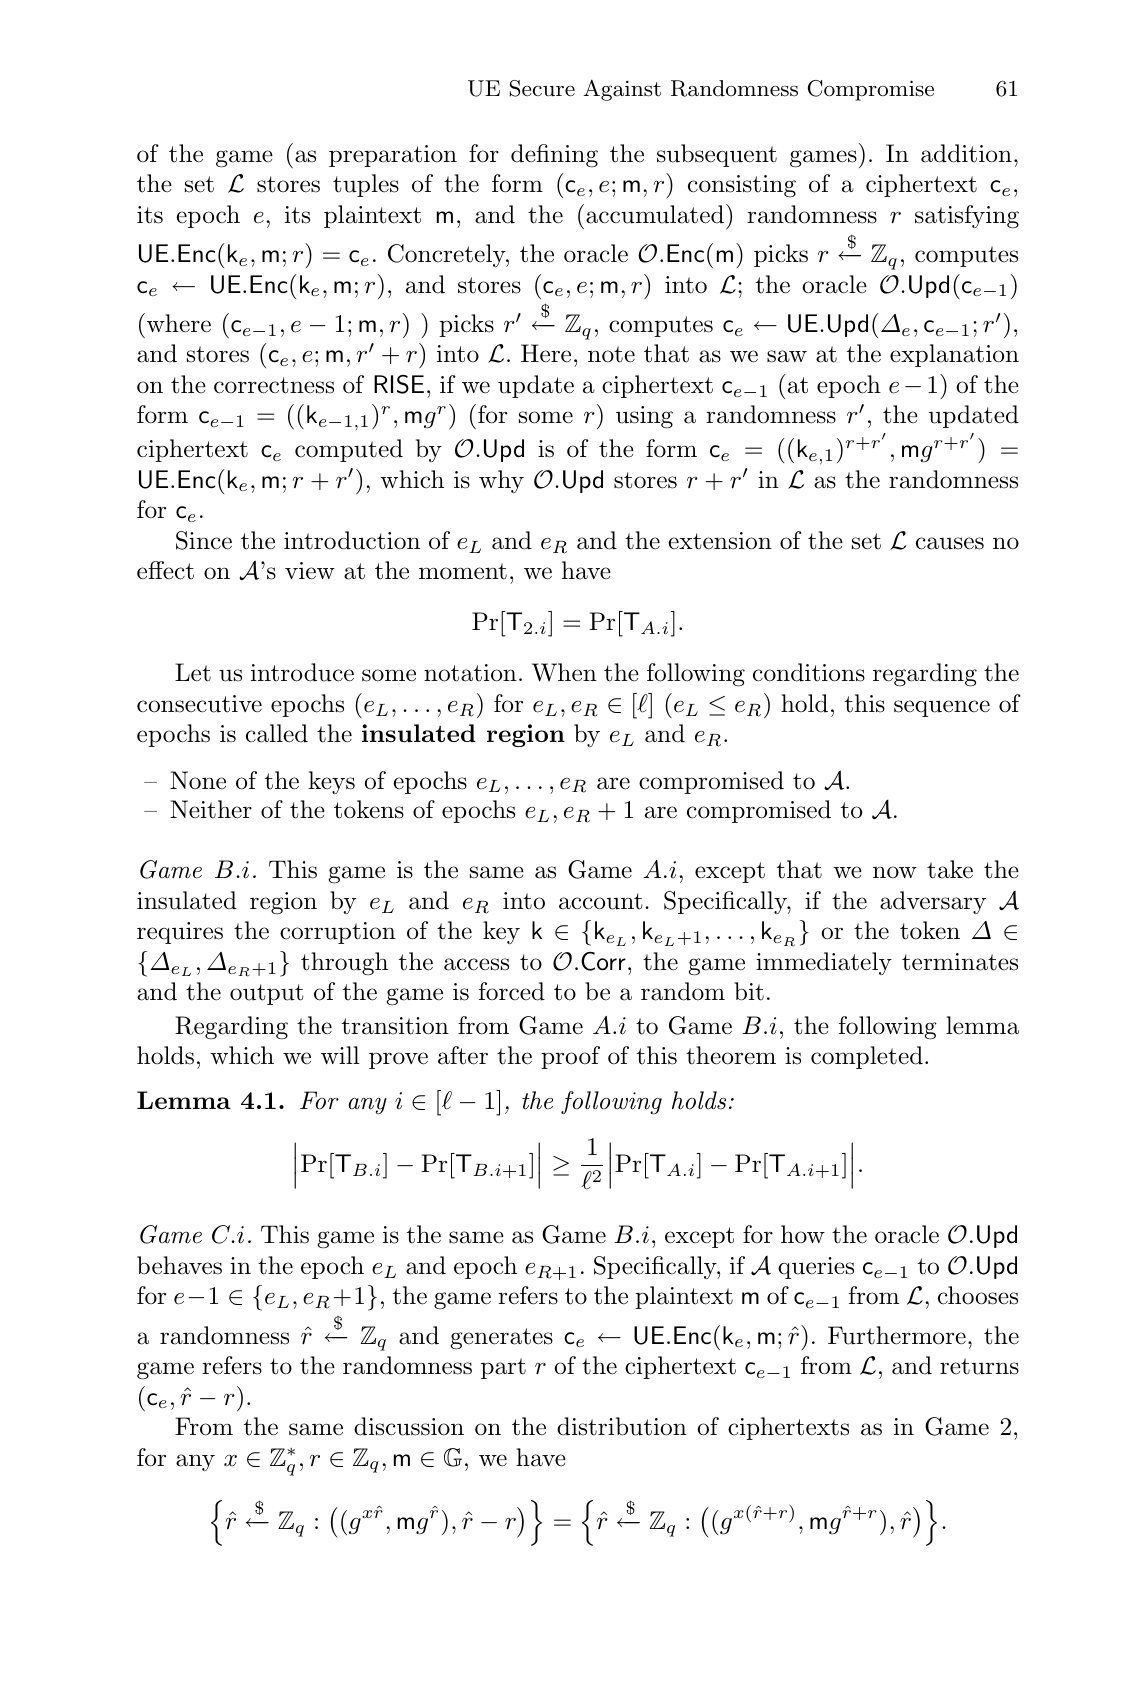 UE Secure Against Randomness Compromise 61
of the game (as preparation for defining the subsequent games). In addition,
the set ℒ stores tuples of the form (c_e, e; m, r) consisting of a ciphertext c_e,
its epoch e, its plaintext m, and the (accumulated) randomness r satisfying
UE.Enc(k_e, m; r) = c_e. Concretely, the oracle 𝒪.Enc(m) picks r ←$ ℤ_q, computes
c_e ← UE.Enc(k_e, m; r), and stores (c_e, e; m, r) into ℒ; the oracle 𝒪.Upd(c_{e−1})
(where (c_{e−1}, e − 1; m, r) ) picks r′ ←$ ℤ_q, computes c_e ← UE.Upd(Δ_e, c_{e−1}; r′),
and stores (c_e, e; m, r′ + r) into ℒ. Here, note that as we saw at the explanation
on the correctness of RISE, if we update a ciphertext c_{e−1} (at epoch e − 1) of the
form c_{e−1} = ((k_{e−1,1})^r, mg^r) (for some r) using a randomness r′, the updated
ciphertext c_e computed by 𝒪.Upd is of the form c_e = ((k_{e,1})^{r+r′}, mg^{r+r′}) =
UE.Enc(k_e, m; r + r′), which is why 𝒪.Upd stores r + r′ in ℒ as the randomness
for c_e.
Since the introduction of e_L and e_R and the extension of the set ℒ causes no
effect on 𝒜's view at the moment, we have
Pr[T_{2.i}] = Pr[T_{A.i}].
Let us introduce some notation. When the following conditions regarding the
consecutive epochs (e_L, . . . , e_R) for e_L, e_R ∈ [ℓ] (e_L ≤ e_R) hold, this sequence of
epochs is called the insulated region by e_L and e_R.
– None of the keys of epochs e_L, . . . , e_R are compromised to 𝒜.
– Neither of the tokens of epochs e_L, e_R + 1 are compromised to 𝒜.
Game B.i. This game is the same as Game A.i, except that we now take the
insulated region by e_L and e_R into account. Specifically, if the adversary 𝒜
requires the corruption of the key k ∈ {k_{e_L}, k_{e_L+1}, . . . , k_{e_R}} or the token Δ ∈
{Δ_{e_L}, Δ_{e_R+1}} through the access to 𝒪.Corr, the game immediately terminates
and the output of the game is forced to be a random bit.
Regarding the transition from Game A.i to Game B.i, the following lemma
holds, which we will prove after the proof of this theorem is completed.
Lemma 4.1. For any i ∈ [ℓ − 1], the following holds:
|Pr[T_{B.i}] − Pr[T_{B.i+1}]| ≥ 1/ℓ² |Pr[T_{A.i}] − Pr[T_{A.i+1}]|.
Game C.i. This game is the same as Game B.i, except for how the oracle 𝒪.Upd
behaves in the epoch e_L and epoch e_{R+1}. Specifically, if 𝒜 queries c_{e−1} to 𝒪.Upd
for e−1 ∈ {e_L, e_R+1}, the game refers to the plaintext m of c_{e−1} from ℒ, chooses
a randomness r̂ ←$ ℤ_q and generates c_e ← UE.Enc(k_e, m; r̂). Furthermore, the
game refers to the randomness part r of the ciphertext c_{e−1} from ℒ, and returns
(c_e, r̂ − r).
From the same discussion on the distribution of ciphertexts as in Game 2,
for any x ∈ ℤ_q^*, r ∈ ℤ_q, m ∈ 𝔾, we have
{r̂ ←$ ℤ_q : ((g^{xr̂}, mg^{r̂}), r̂ − r)} = {r̂ ←$ ℤ_q : ((g^{x(r̂+r)}, mg^{r̂+r}), r̂)}.